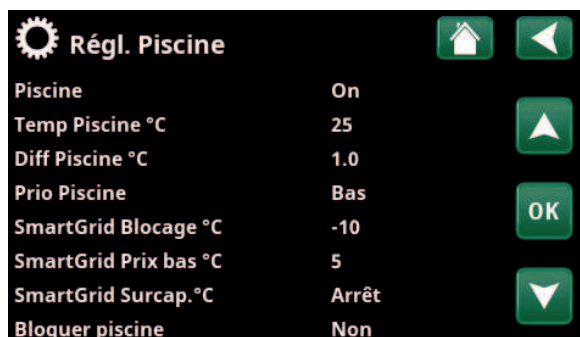 Régl. Piscine
Piscine On
Temp Piscine °C 25
Diff Piscine °C 1.0
Prio Piscine Bas
OK
SmartGrid Blocage °C -10
SmartGrid Prix bas °C 5
SmartGrid Surcap.°C Arrêt
Bloquer piscine Non